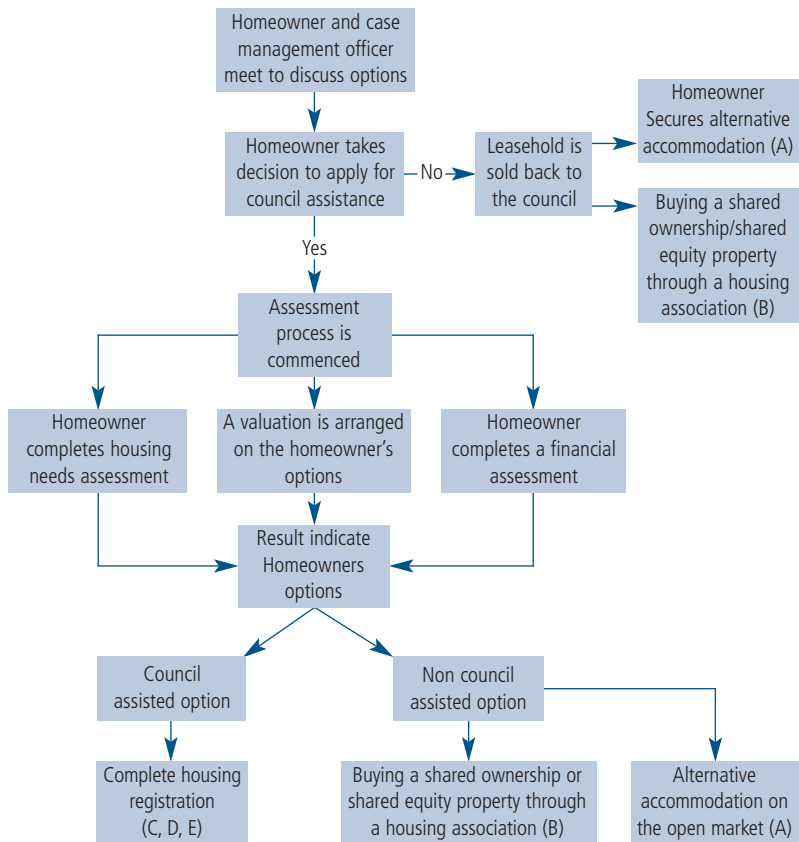 Homeowner and case
management officer
meet to discuss options
Homeowner takes
decision to apply for
council assistance
No
Leasehold is
sold back to
the council
Homeowner
Secures alternative
accommodation (A)
Buying a shared
ownership/shared
equity property
through a housing
association (B)
Yes
Assessment
process is
commenced
Homeowner
completes housing
needs assessment
A valuation is arranged
on the homeowner's
options
Homeowner
completes a financial
assessment
Result indicate
Homeowners
options
Council
assisted option
Non council
assisted option
Complete housing
registration
(C, D, E)
Buying a shared ownership or
shared equity property through
a housing association (B)
Alternative
accommodation on
the open market (A)